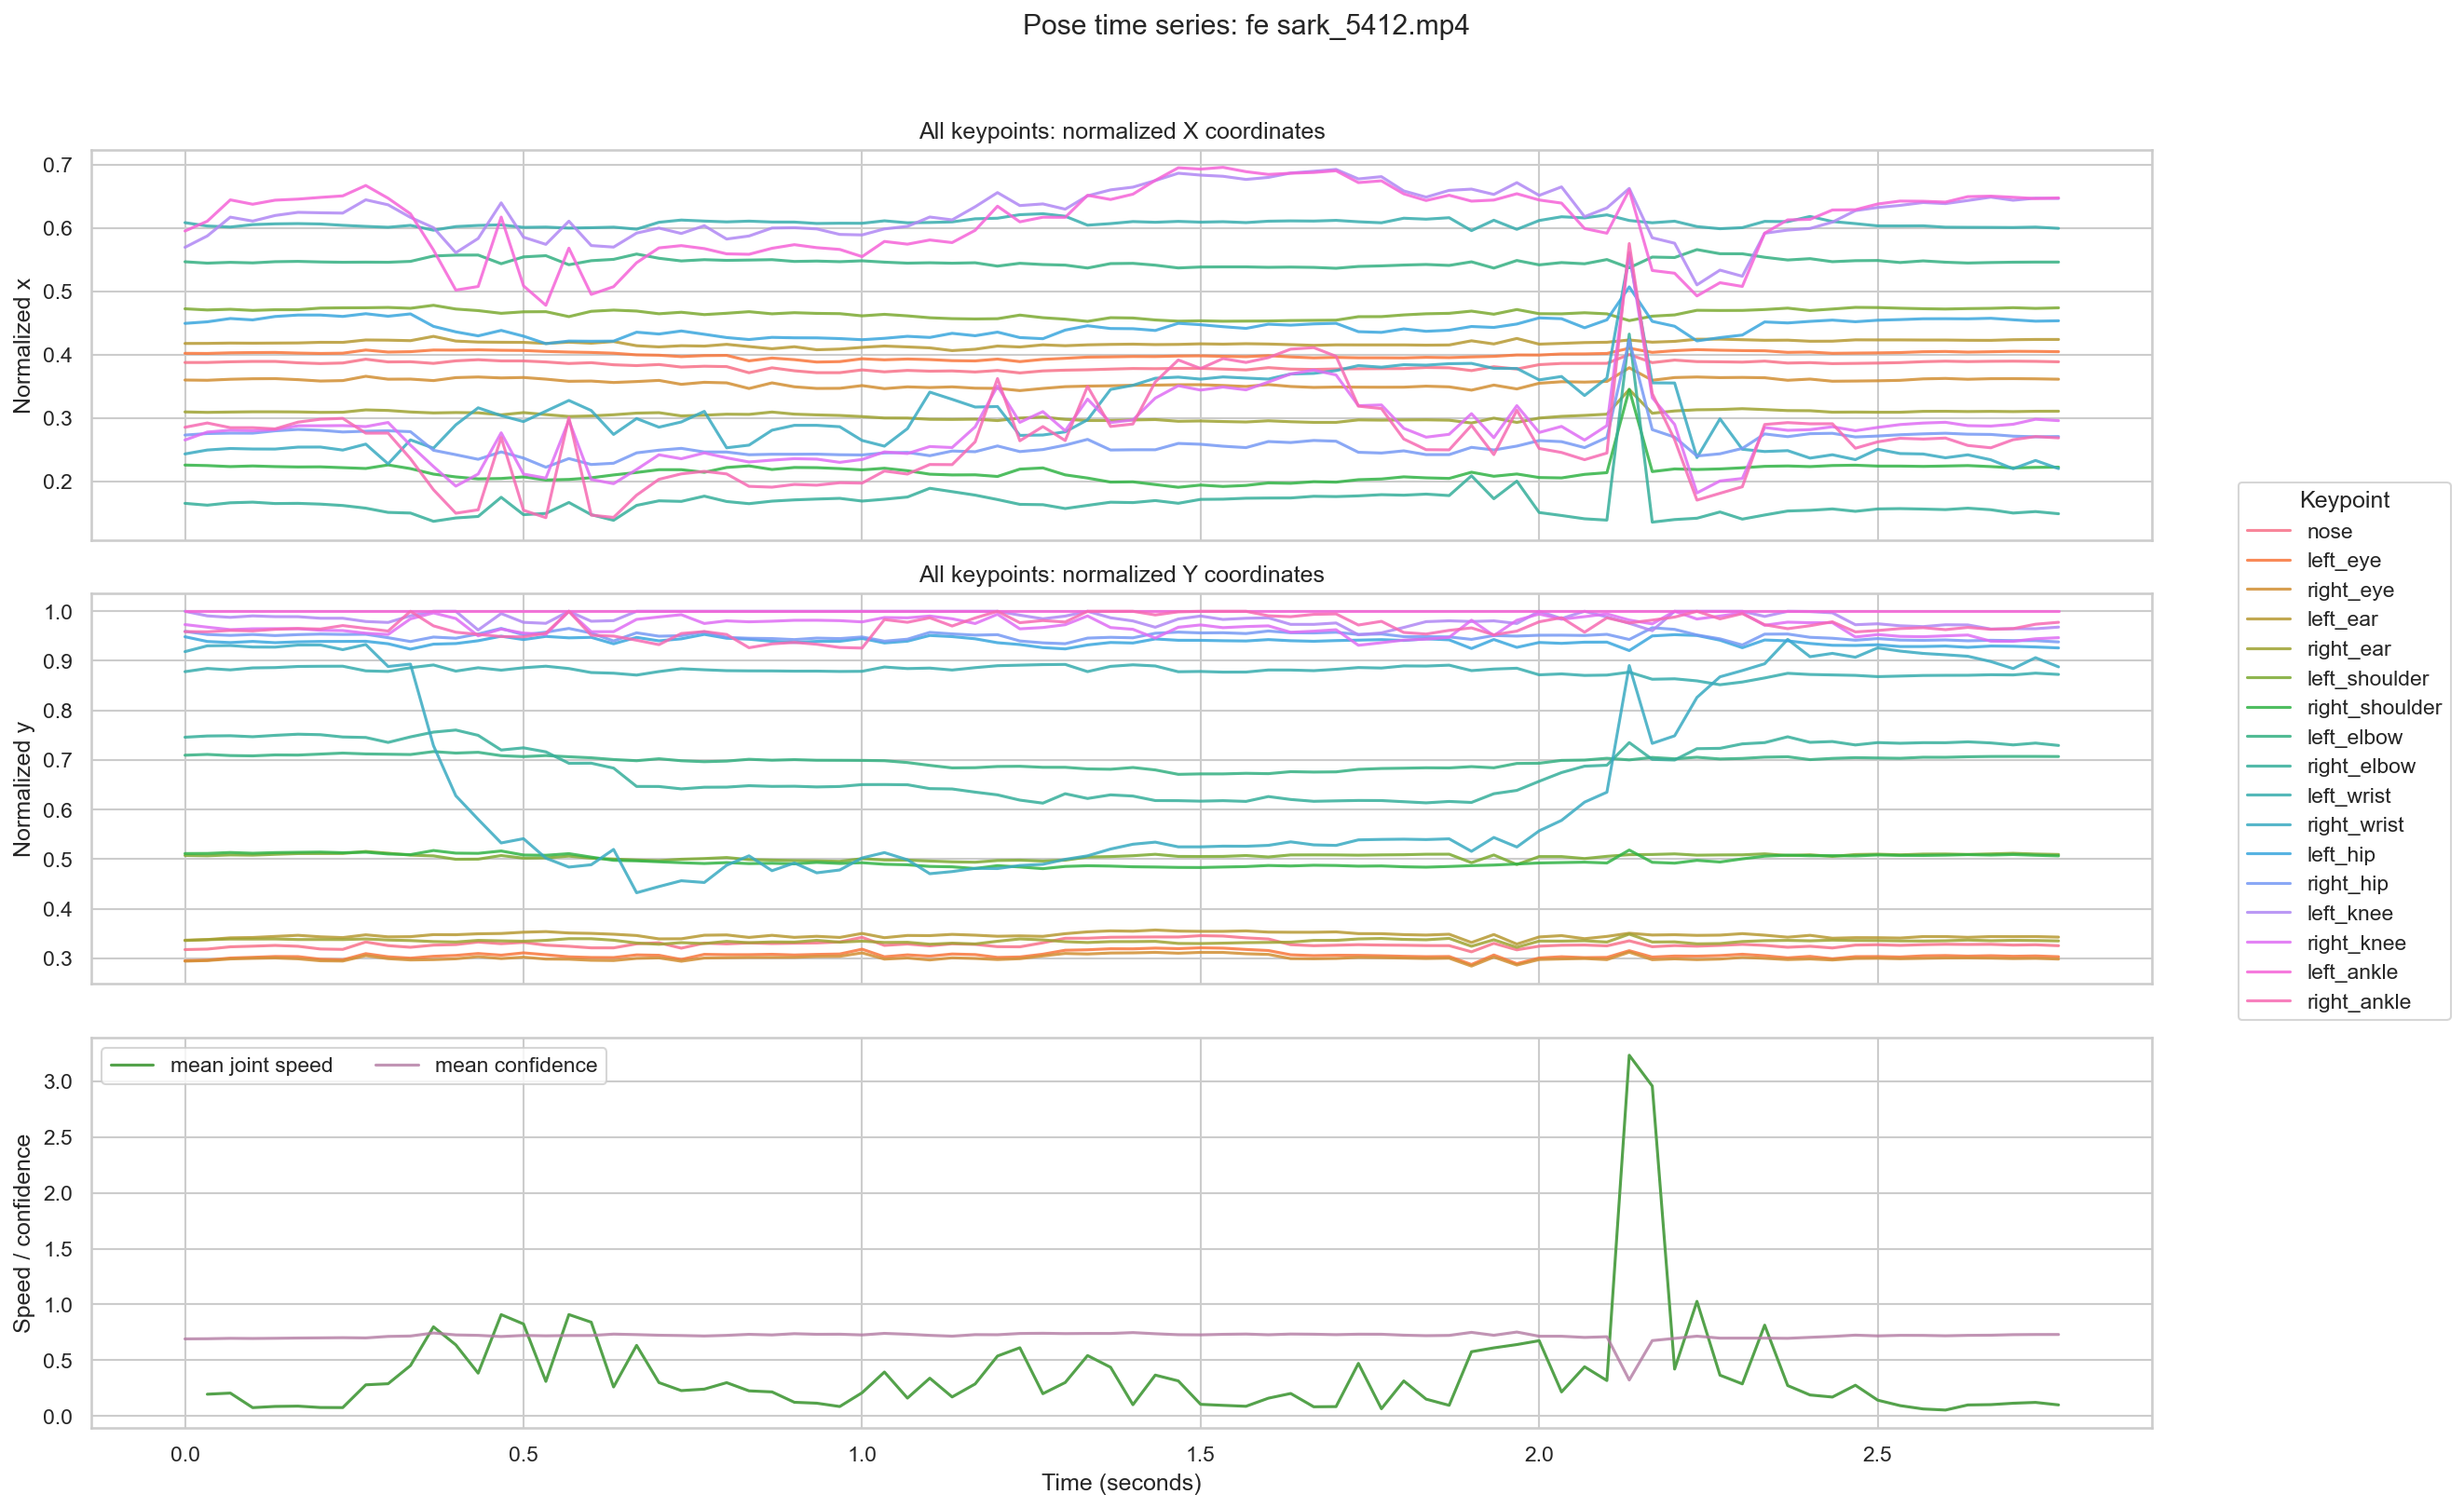 Pose time series: fe sark_5412.mp4
All keypoints: normalized X coordinates
Normalized x
0.7
0.6
0.5
0.4
0.3
0.2
All keypoints: normalized Y coordinates
Normalized y
1.0
0.9
0.8
0.7
0.6
0.5
0.4
0.3
Keypoint
nose
left_eye
right_eye
left_ear
right_ear
left_shoulder
right_shoulder
left_elbow
right_elbow
left_wrist
right_wrist
left_hip
right_hip
left_knee
right_knee
left_ankle
right_ankle
mean joint speed
mean confidence
Speed / confidence
3.0
2.5
2.0
1.5
1.0
0.5
0.0
0.0 0.5 1.0 1.5 2.0 2.5
Time (seconds)